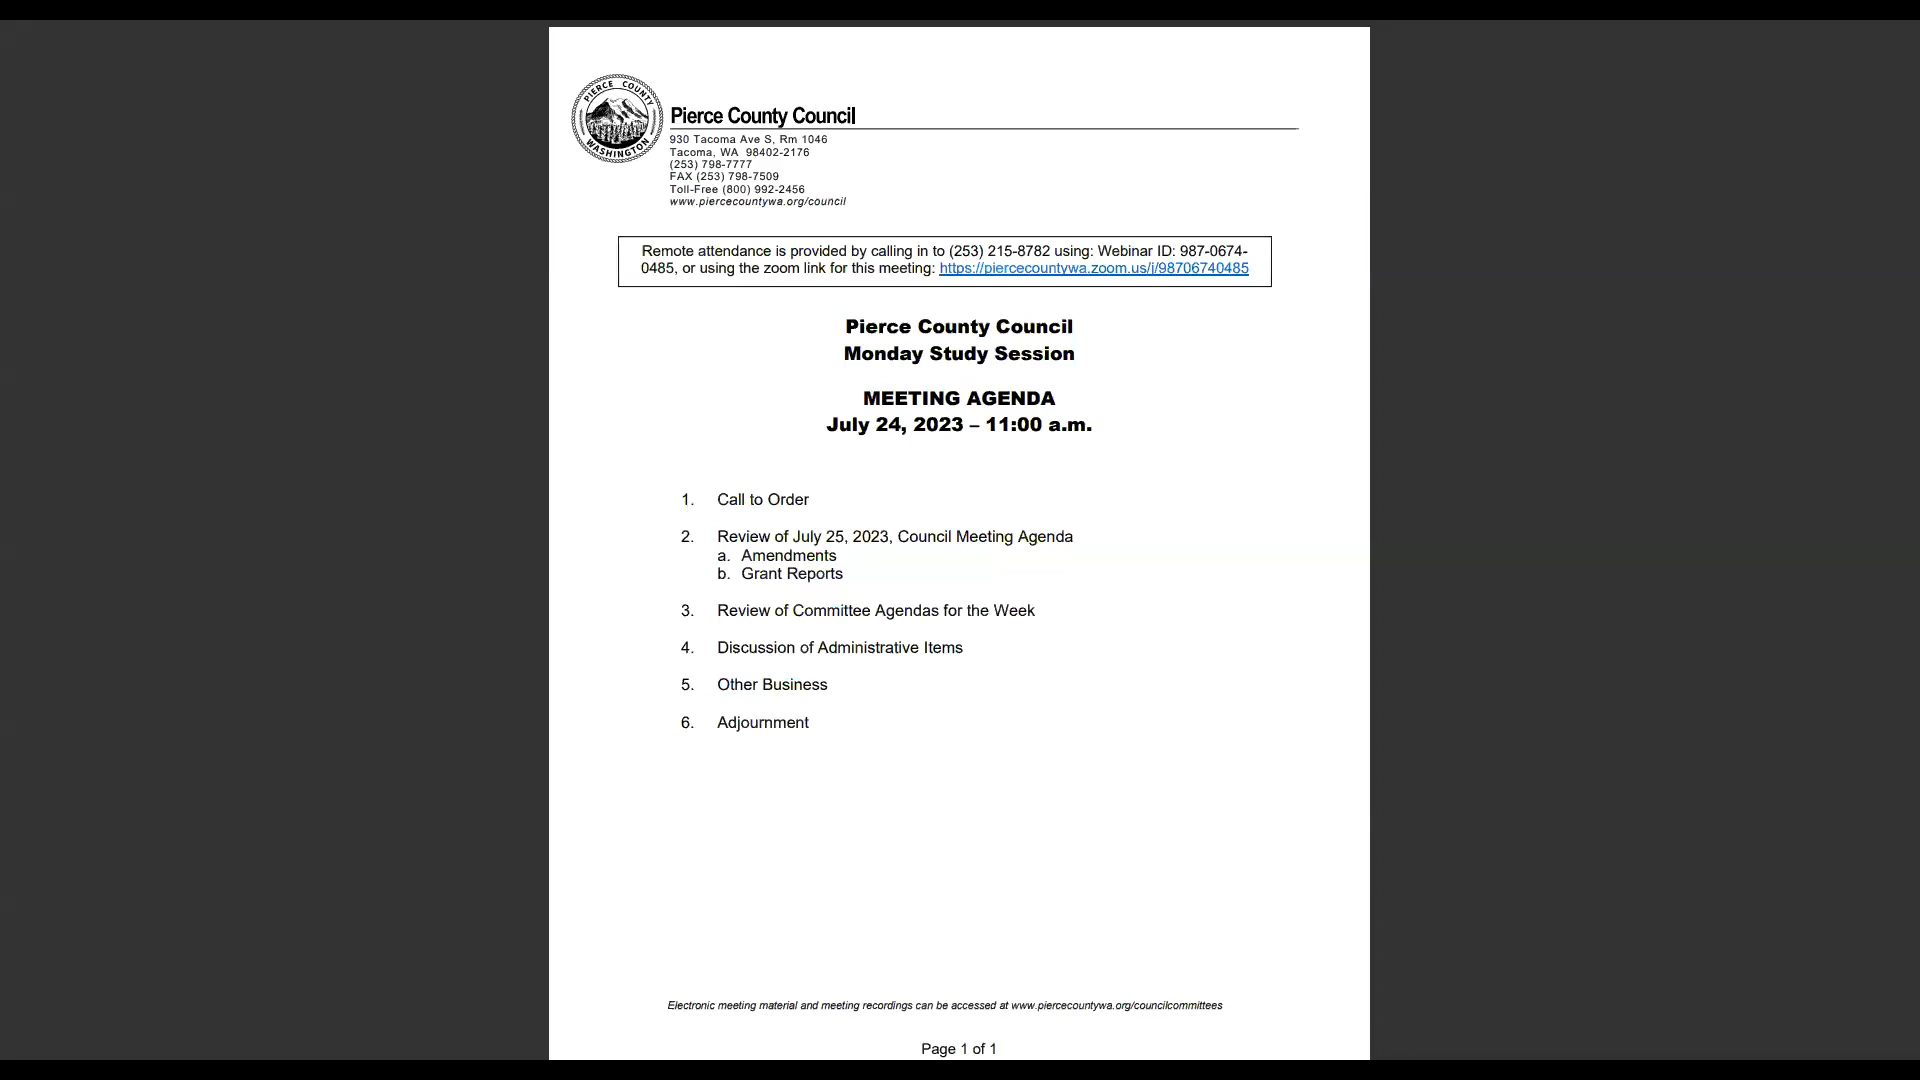 PIERCE COUNTY
WASHINGTON
Pierce County Council
930 Tacoma Ave S, Rm 1046
Tacoma, WA  98402-2176
(253) 798-7777
FAX (253) 798-7509
Toll-Free (800) 992-2456
www.piercecountywa.org/council
Remote attendance is provided by calling in to (253) 215-8782 using: Webinar ID: 987-0674-
0485, or using the zoom link for this meeting: https://piercecountywa.zoom.us/j/98706740485
Pierce County Council
Monday Study Session
MEETING AGENDA
July 24, 2023 – 11:00 a.m.
1. Call to Order
2. Review of July 25, 2023, Council Meeting Agenda
a. Amendments
b. Grant Reports
3. Review of Committee Agendas for the Week
4. Discussion of Administrative Items
5. Other Business
6. Adjournment
Electronic meeting material and meeting recordings can be accessed at www.piercecountywa.org/councilcommittees
Page 1 of 1